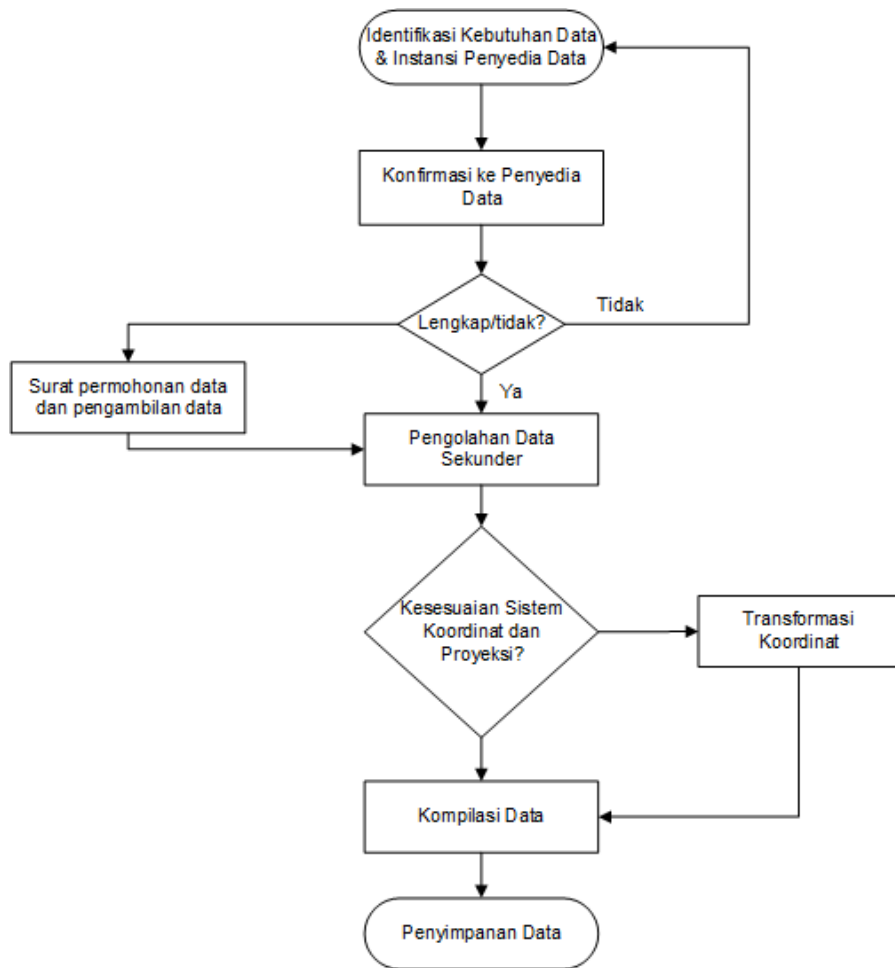 Identifikasi Kebutuhan Data
& Instansi Penyedia Data
Konfirmasi ke Penyedia
Data
Tidak
Lengkap/tidak?
Surat permohonan data
dan pengambilan data
Ya
Pengolahan Data
Sekunder
Kesesuaian Sistem
Koordinat dan
Proyeksi?
Transformasi
Koordinat
Kompilasi Data
Penyimpanan Data